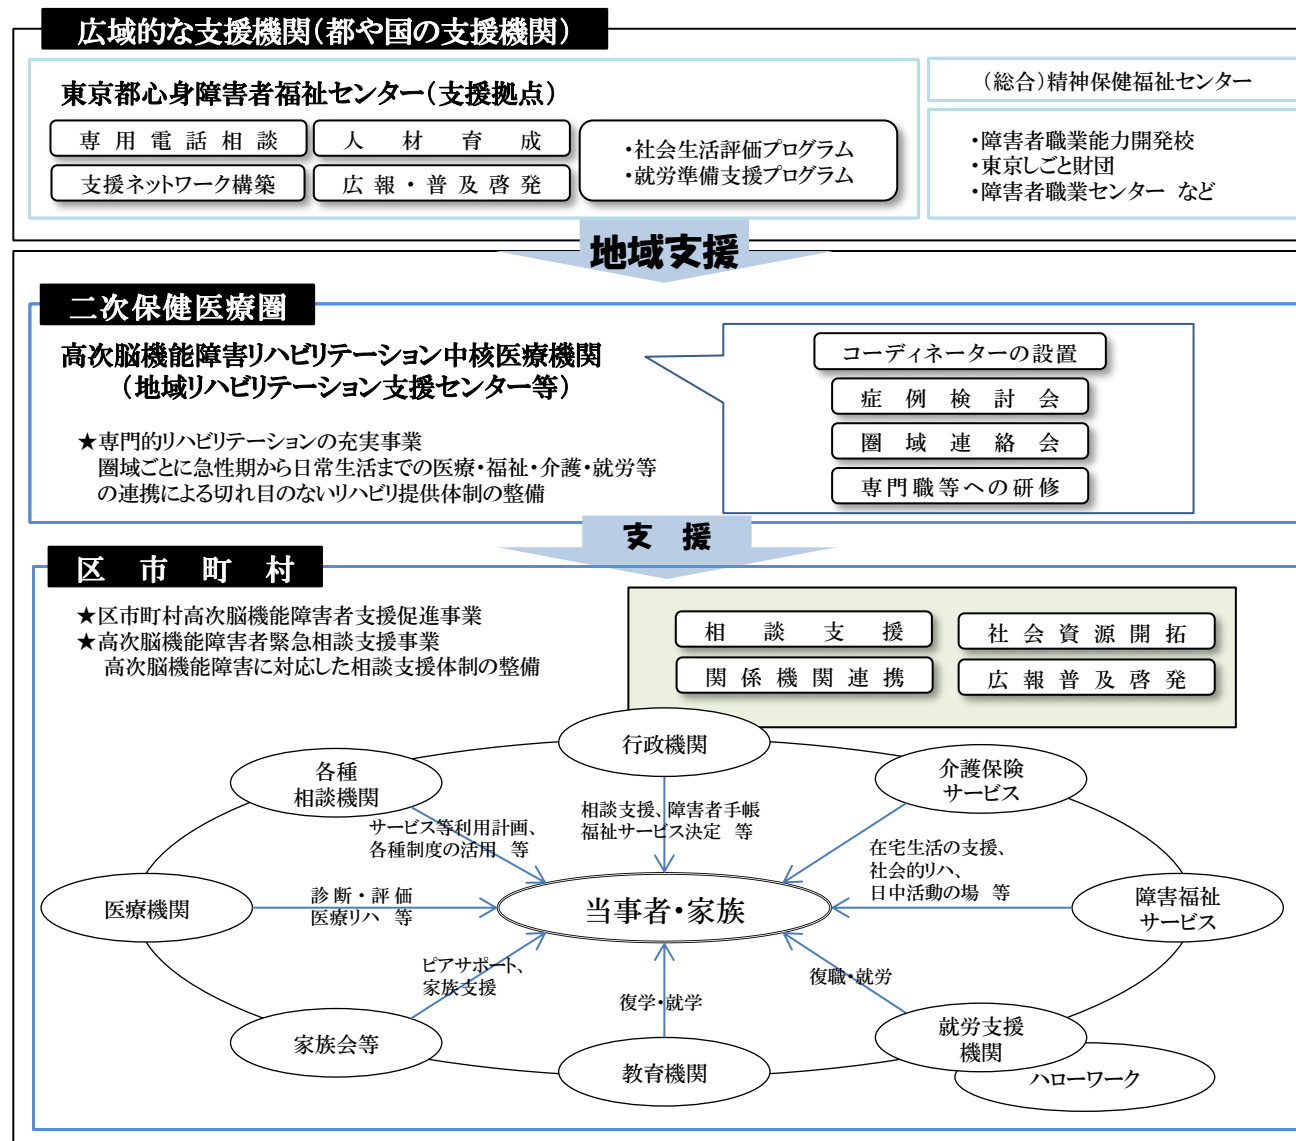 広域的な支援機関（都や国の支援機関）
東京都心身障害者福祉センター（支援拠点）
専用電話相談
人材育成
支援ネットワーク構築
広報・普及啓発
・社会生活評価プログラム
・就労準備支援プログラム
（総合）精神保健福祉センター
・障害者職業能力開発校
・東京しごと財団
・障害者職業センター など
地域支援
二次保健医療圏
高次脳機能障害リハビリテーション中核医療機関
（地域リハビリテーション支援センター等）
★専門的リハビリテーションの充実事業
圏域ごとに急性期から日常生活までの医療・福祉・介護・就労等
の連携による切れ目のないリハビリ提供体制の整備
コーディネーターの設置
症例検討会
圏域連絡会
専門職等への研修
支 援
区市町村
★区市町村高次脳機能障害者支援促進事業
★高次脳機能障害者緊急相談支援事業
高次脳機能障害に対応した相談支援体制の整備
相談支援
社会資源開拓
関係機関連携
広報普及啓発
行政機関
各種
相談機関
介護保険
サービス
相談支援、障害者手帳
福祉サービス決定 等
サービス等利用計画、
各種制度の活用 等
在宅生活の支援、
社会的リハ、
日中活動の場 等
医療機関
診断・評価
医療リハ 等
当事者・家族
障害福祉
サービス
ピアサポート、
家族支援
復学・就学
復職・就労
家族会等
教育機関
就労支援
機関
ハローワーク